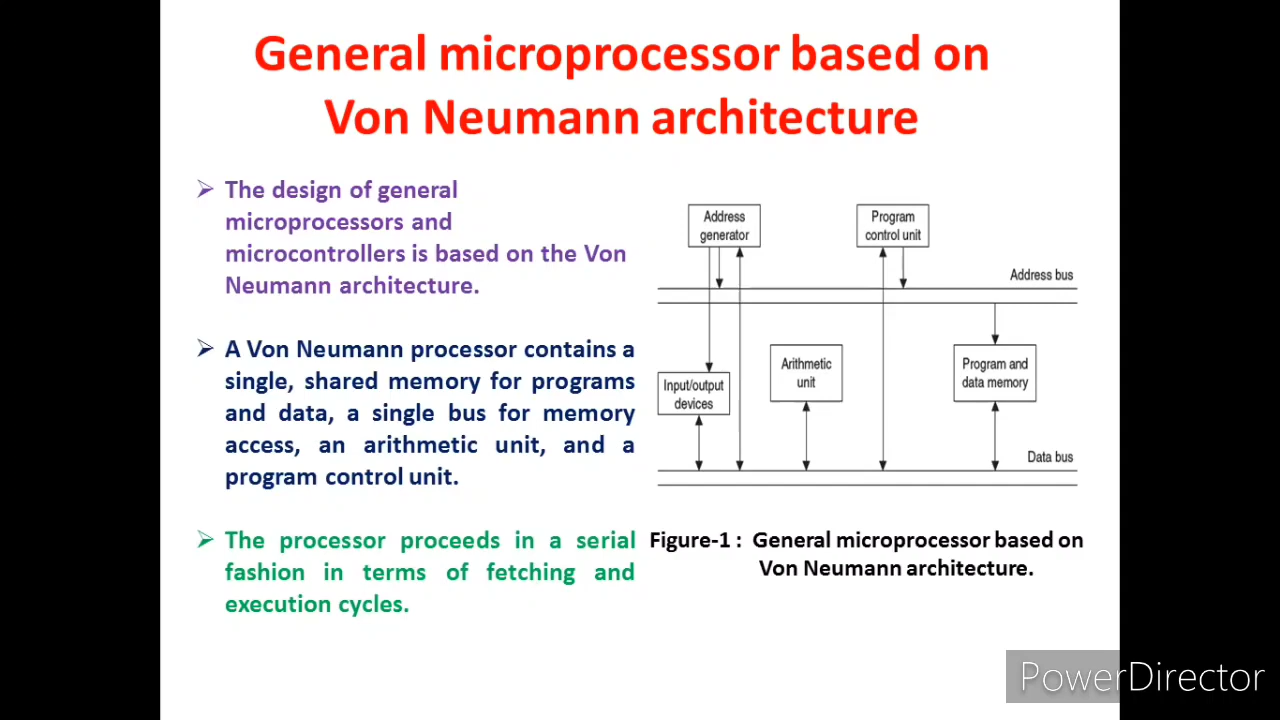 General microprocessor based on
Von Neumann architecture
➢ The design of general
microprocessors and
microcontrollers is based on the Von
Neumann architecture.
➢ A Von Neumann processor contains a
single, shared memory for programs
and data, a single bus for memory
access, an arithmetic unit, and a
program control unit.
➢ The processor proceeds in a serial
fashion in terms of fetching and
execution cycles.
Address
generator
Program
control unit
Address bus
Input/output
devices
Arithmetic
unit
Program and
data memory
Data bus
Figure-1 : General microprocessor based on
Von Neumann architecture.
PowerDirector